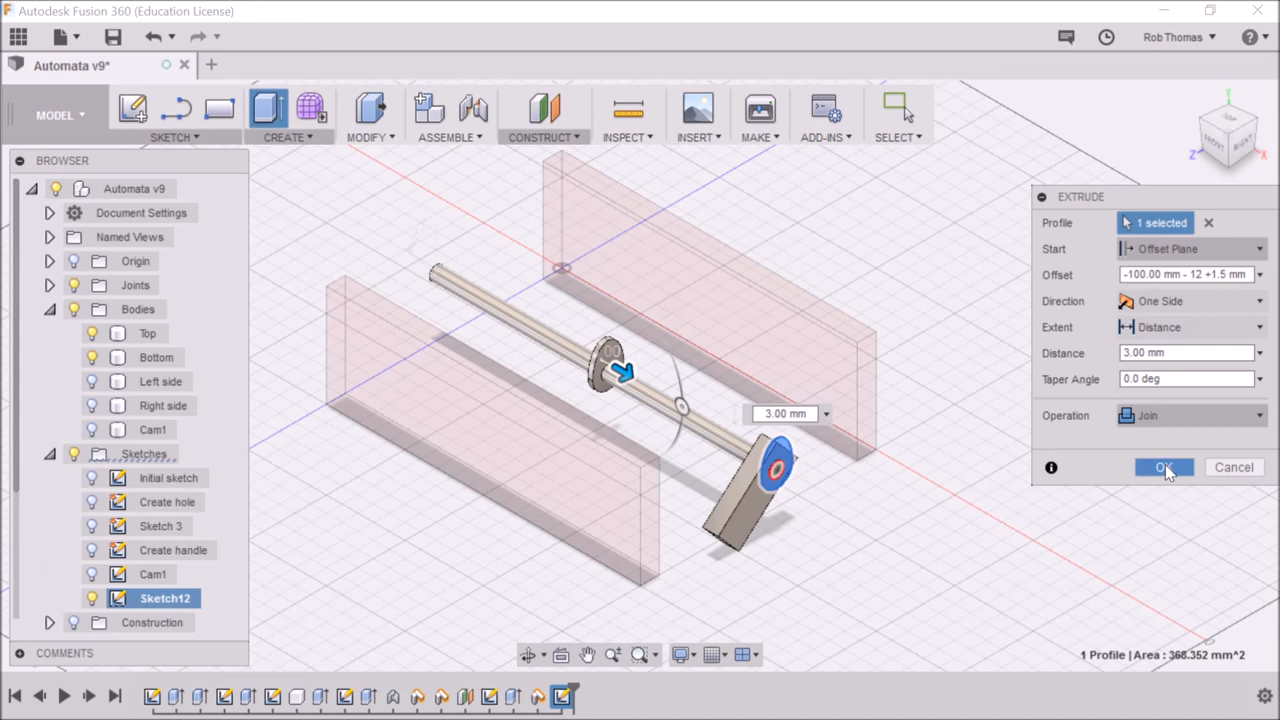 Autodesk Fusion 360 (Education License)
Rob Thomas
Automata v9*
MODEL
SKETCH
CREATE
MODIFY
ASSEMBLE
CONSTRUCT
INSPECT
INSERT
MAKE
ADD-INS
SELECT
BROWSER
Automata v9
Document Settings
Named Views
Origin
Joints
Bodies
Top
Bottom
Left side
Right side
Cam1
Sketches
Initial sketch
Create hole
Sketch 3
Create handle
Cam1
Sketch12
Construction
COMMENTS
TOP
FRONT
RIGHT
Y
Z
X
3.00 mm
EXTRUDE
Profile 1 selected
Start Offset Plane
Offset -100.00 mm - 12 +1.5 mm
Direction One Side
Extent Distance
Distance 3.00 mm
Taper Angle 0.0 deg
Operation Join
OK Cancel
1 Profile | Area : 368.352 mm^2